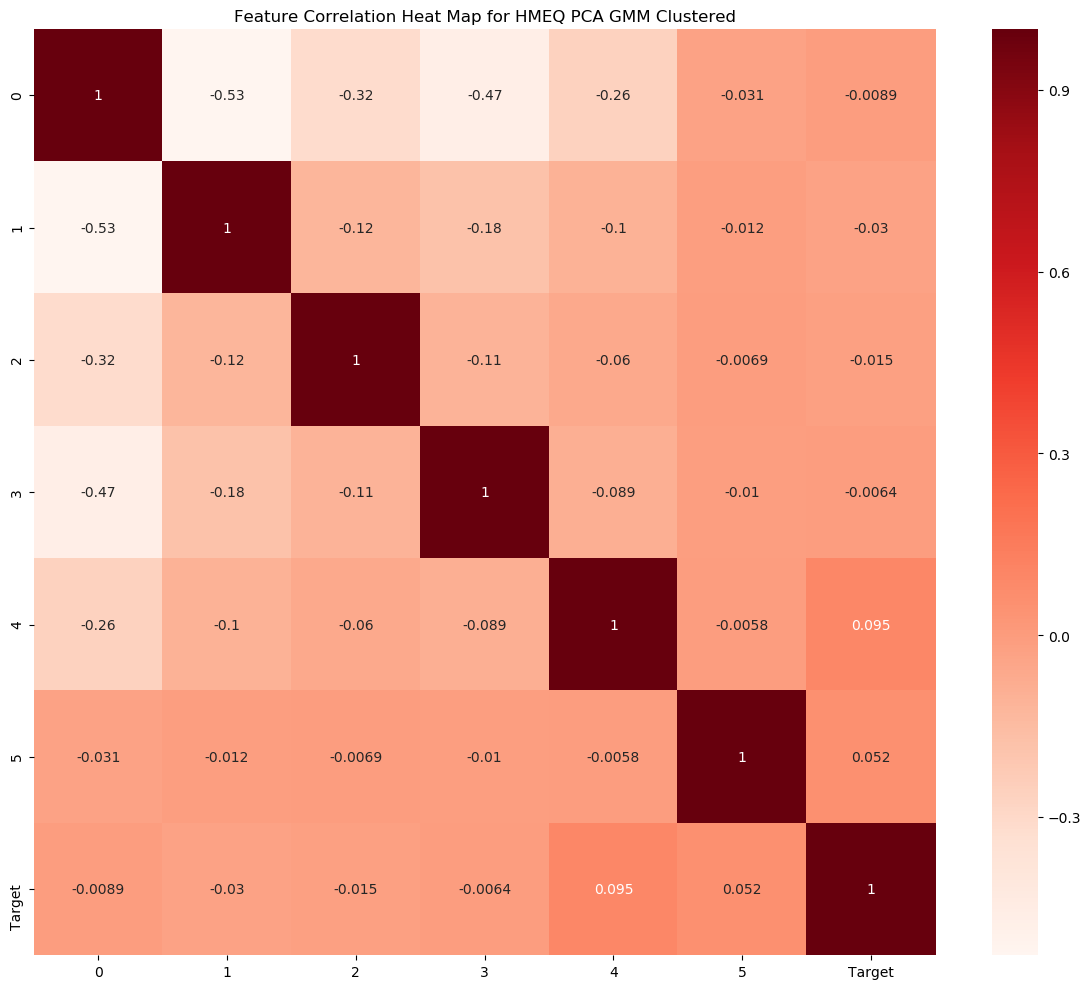 Feature Correlation Heat Map for HMEQ PCA GMM Clustered
0 1 -0.53 -0.32 -0.47 -0.26 -0.031 -0.0089
1 -0.53 1 -0.12 -0.18 -0.1 -0.012 -0.03
2 -0.32 -0.12 1 -0.11 -0.06 -0.0069 -0.015
3 -0.47 -0.18 -0.11 1 -0.089 -0.01 -0.0064
4 -0.26 -0.1 -0.06 -0.089 1 -0.0058 0.095
5 -0.031 -0.012 -0.0069 -0.01 -0.0058 1 0.052
Target -0.0089 -0.03 -0.015 -0.0064 0.095 0.052 1
0 1 2 3 4 5 Target
0.9
0.6
0.3
0.0
−0.3